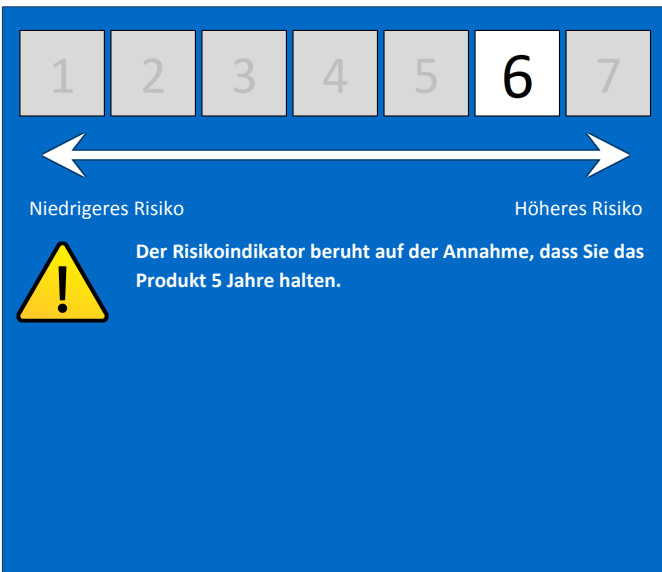 1 2 3 4 5 6 7
Niedrigeres Risiko Höheres Risiko
Der Risikoindikator beruht auf der Annahme, dass Sie das
Produkt 5 Jahre halten.